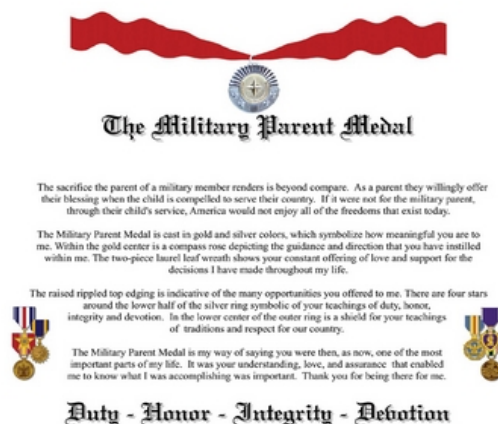 The Military Parent Medal
The sacrifice the parent of a military member renders is beyond compare. As a parent they willingly offer
their blessing when the child is compelled to serve their country. If it were not for the military parent,
through their child's service, America would not enjoy all of the freedoms that exist today.
The Military Parent Medal is cast in gold and silver colors, which symbolize how meaningful you are to
me. Within the gold center is a compass rose depicting the guidance and direction that you have instilled
within me. The two-piece laurel leaf wreath shows your constant offering of love and support for the
decisions I have made throughout my life.
The raised rippled top edging is indicative of the many opportunities you offered to me. There are four stars
around the lower half of the silver ring symbolic of your teachings of duty, honor,
integrity and devotion. In the lower center of the outer ring is a shield for your teachings
of traditions and respect for our country.
The Military Parent Medal is my way of saying you were then, as now, one of the most
important parts of my life. It was your understanding, love, and assurance that enabled
me to know what I was accomplishing was important. Thank you for being there for me.
Duty - Honor - Integrity - Devotion